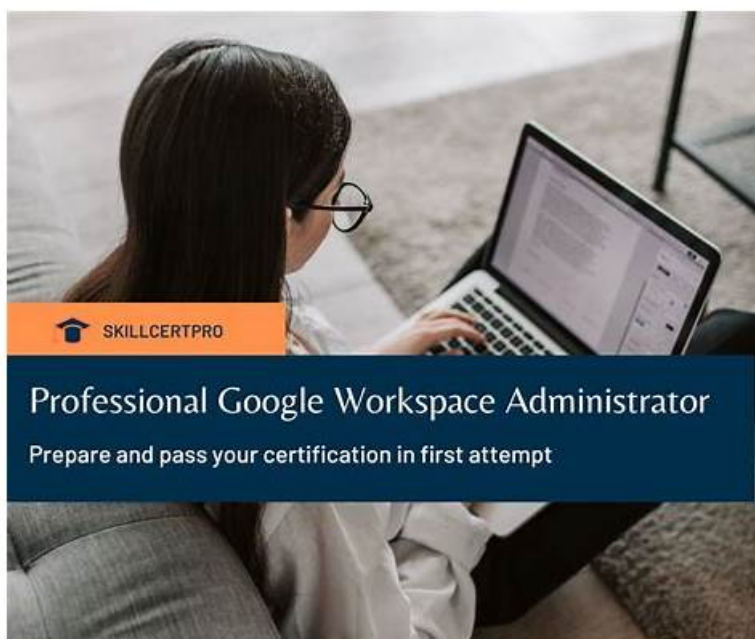 SKILLCERTPRO
Professional Google Workspace Administrator
Prepare and pass your certification in first attempt